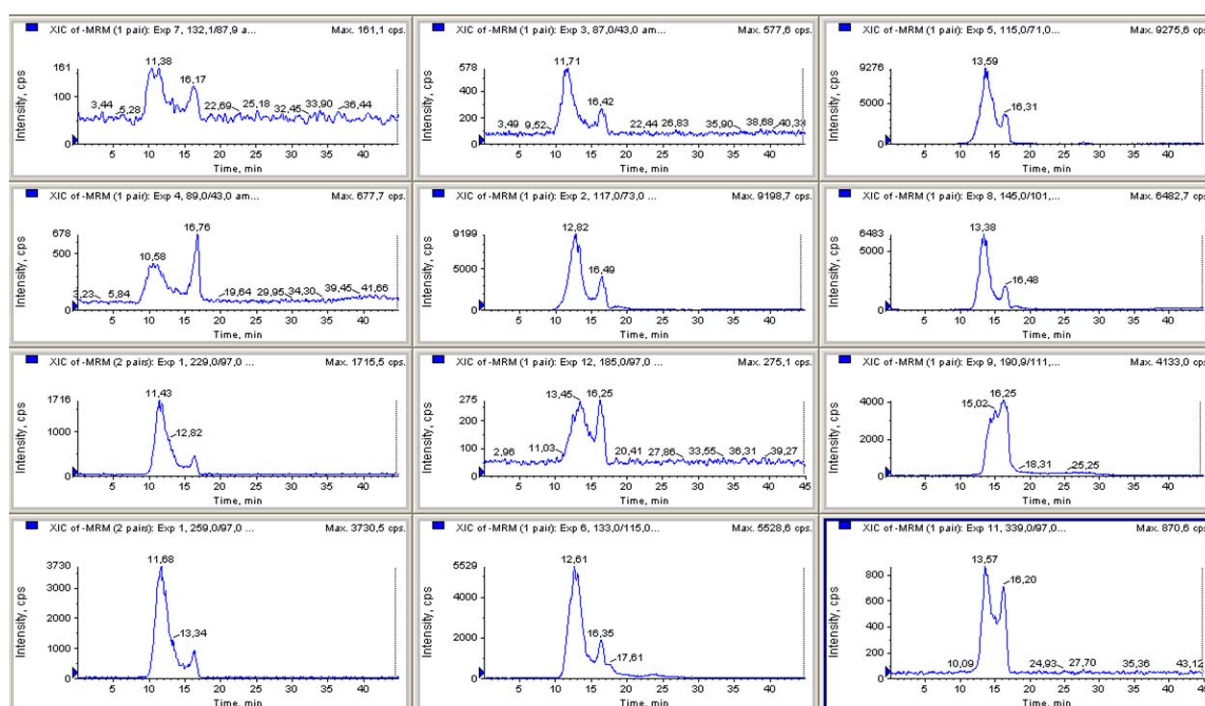 XIC of -MRM (1 pair): Exp 7, 132,1/87,9 a... Max. 161,1 cps.
161
11,38
16,17
100
3,44 5,28 22,69 25,18 32,45 33,90 36,44
0
5 10 15 20 25 30 35 40
Time, min
Intensity, cps
XIC of -MRM (1 pair): Exp 3, 87,0/43,0 am... Max. 577,6 cps.
578
11,71
400
16,42
200
3,49 9,52 22,44 26,83 35,90 38,68 40,33
0
5 10 15 20 25 30 35 40
Time, min
Intensity, cps
XIC of -MRM (1 pair): Exp 5, 115,0/71,0... Max. 9275,6 cps.
9276
13,59
16,31
5000
0
5 10 15 20 25 30 35 40
Time, min
Intensity, cps
XIC of -MRM (1 pair): Exp 4, 89,0/43,0 am... Max. 677,7 cps.
678
16,76
500
10,58
3,23 5,84 19,64 29,95 34,30 39,45 41,66
0
5 10 15 20 25 30 35 40
Time, min
Intensity, cps
XIC of -MRM (1 pair): Exp 2, 117,0/73,0 ... Max. 9198,7 cps.
9199
12,82
16,49
5000
0
5 10 15 20 25 30 35 40 45
Time, min
Intensity, cps
XIC of -MRM (1 pair): Exp 8, 145,0/101,... Max. 6482,7 cps.
6483
13,38
5000
16,48
0
5 10 15 20 25 30 35 40
Time, min
Intensity, cps
XIC of -MRM (2 pairs): Exp 1, 229,0/97,0 ... Max. 1715,5 cps.
1716
11,43
12,82
1000
0
5 10 15 20 25 30 35 40
Time, min
Intensity, cps
XIC of -MRM (1 pair): Exp 12, 185,0/97,0 ... Max. 275,1 cps.
275
13,45 16,25
200
100
2,96 11,03 20,41 27,86 33,55 36,31 39,27
0
5 10 15 20 25 30 35 40 45
Time, min
Intensity, cps
XIC of -MRM (1 pair): Exp 9, 190,9/111,... Max. 4133,0 cps.
4000
15,02 16,25
2000
18,31 25,25
0
5 10 15 20 25 30 35 40
Time, min
Intensity, cps
XIC of -MRM (2 pairs): Exp 1, 259,0/97,0 ... Max. 3730,5 cps.
3730
11,68
3000
2000
13,34
1000
0
5 10 15 20 25 30 35 40
Time, min
Intensity, cps
XIC of -MRM (1 pair): Exp 6, 133,0/115,0... Max. 5528,6 cps.
5529
12,61
4000
16,35
2000
17,61
0
5 10 15 20 25 30 35 40 45
Time, min
Intensity, cps
XIC of -MRM (1 pair): Exp 11, 339,0/97,0... Max. 870,6 cps
13,57
800
16,20
600
400
200
10,09 24,93 27,70 35,36 43,12
0
5 10 15 20 25 30 35 40 4
Time, min
Intensity, cps